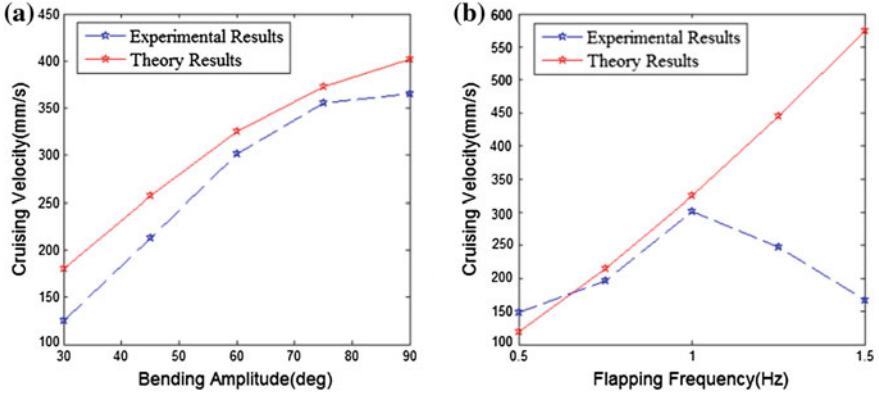 (a)
Experimental Results
Theory Results
Cruising Velocity(mm/s)
450
400
350
300
250
200
150
100
30
40
50
60
70
80
90
Bending Amplitude(deg)
(b)
Experimental Results
Theory Results
Cruising Velocity(mm/s)
600
550
500
450
400
350
300
250
200
150
100
0.5
1
1.5
Flapping Frequency(Hz)